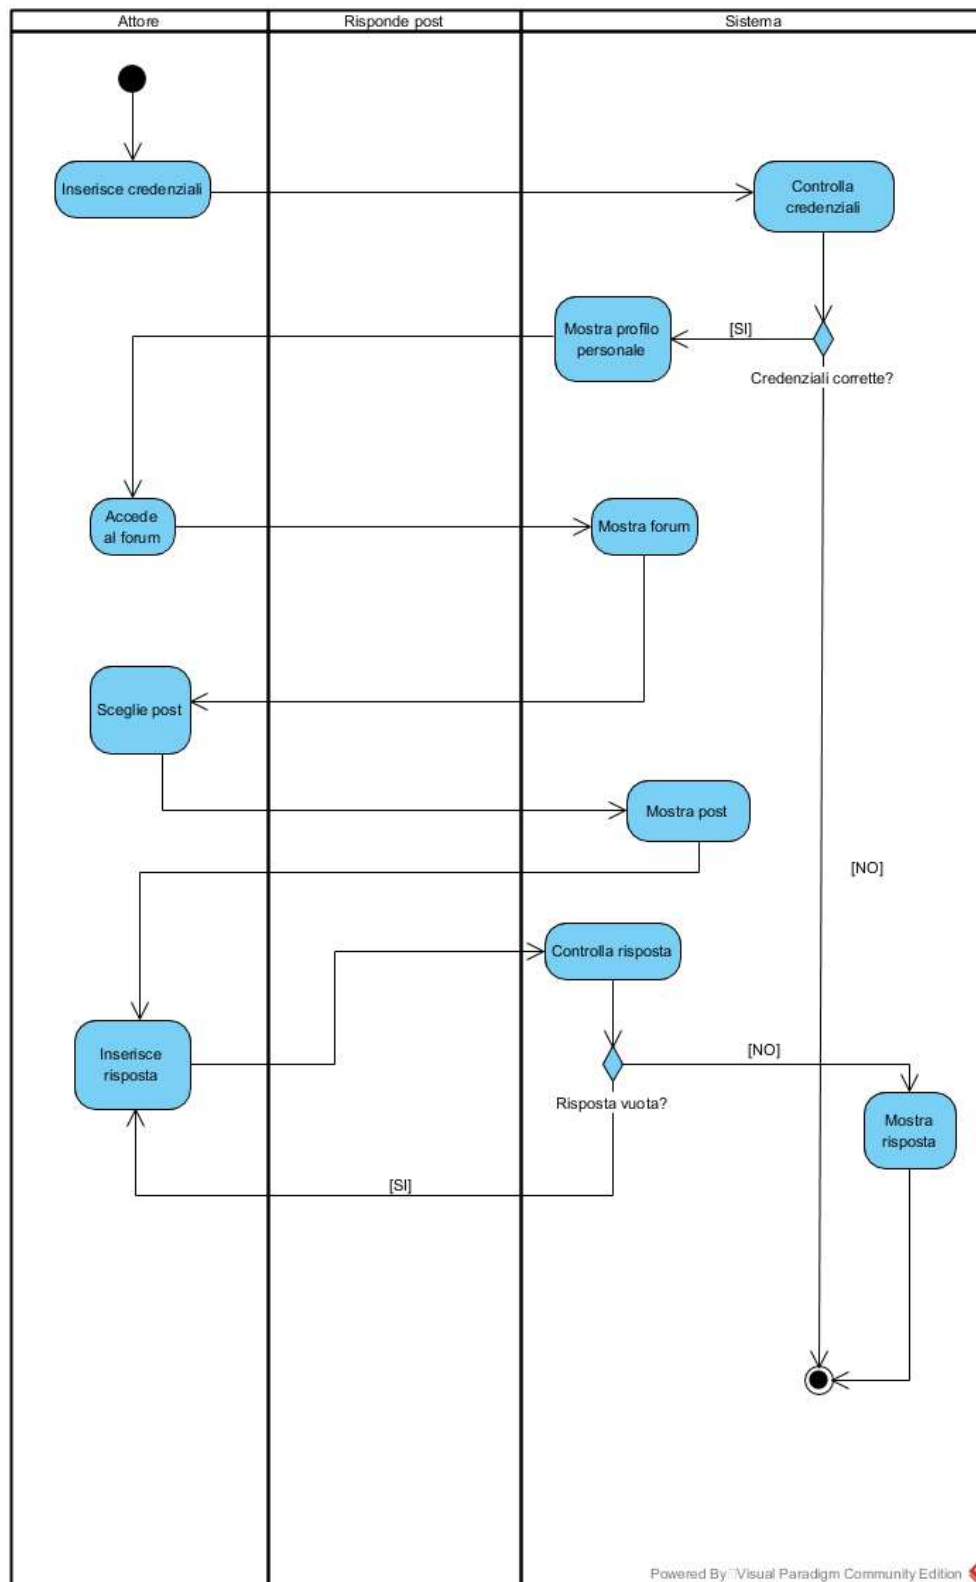 Attore
Risponde post
Sistema
Inserisce credenziali
Controlla
credenziali
Mostra profilo
personale
[SI]
Credenziali corrette?
Accede
al forum
Mostra forum
Sceglie post
Mostra post
[NO]
Controlla risposta
Inserisce
risposta
[NO]
Risposta vuota?
Mostra
risposta
[SI]
Powered By Visual Paradigm Community Edition